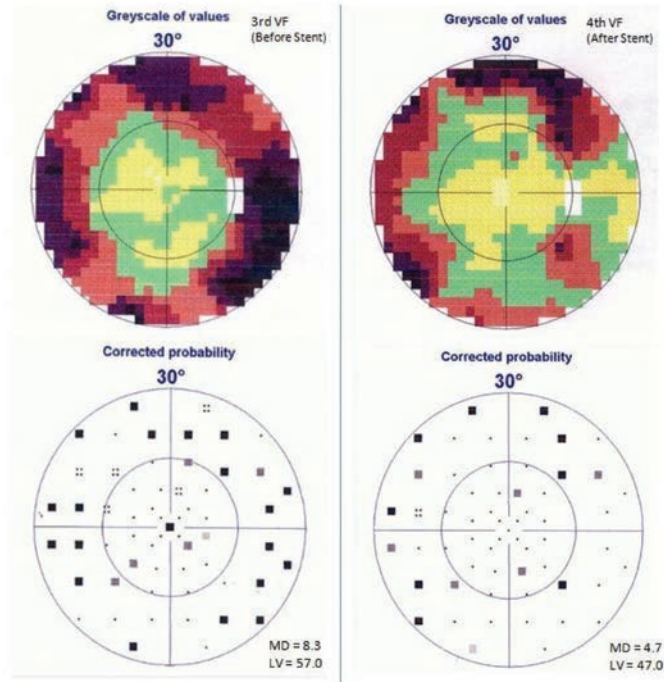 Greyscale of values
30°
3rd VF
(Before Stent)
Greyscale of values
30°
4th VF
(After Stent)
Corrected probability
30°
MD = 8.3
LV = 57.0
Corrected probability
30°
MD = 4.7
LV = 47.0